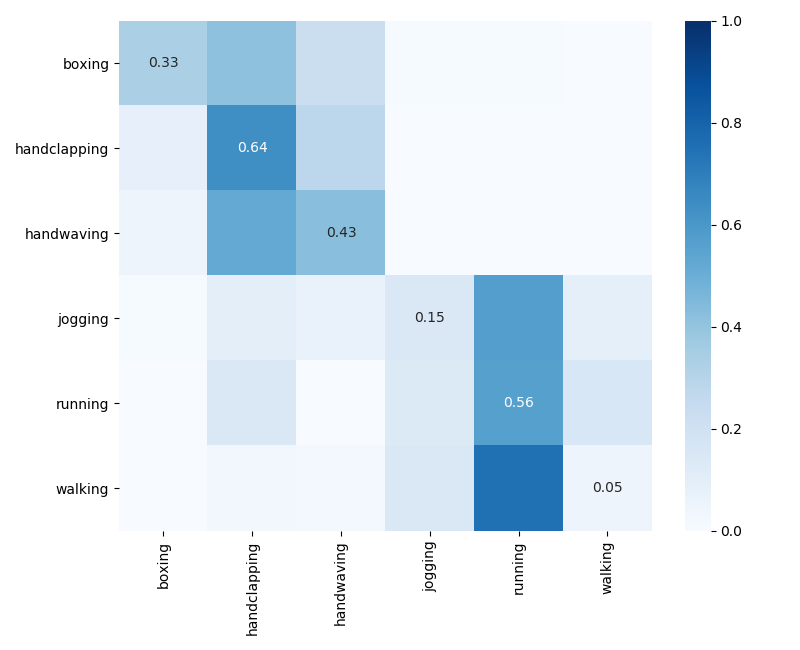 boxing
handclapping
handwaving
jogging
running
walking
0.33
0.64
0.43
0.15
0.56
0.05
boxing
handclapping
handwaving
jogging
running
walking
1.0
0.8
0.6
0.4
0.2
0.0